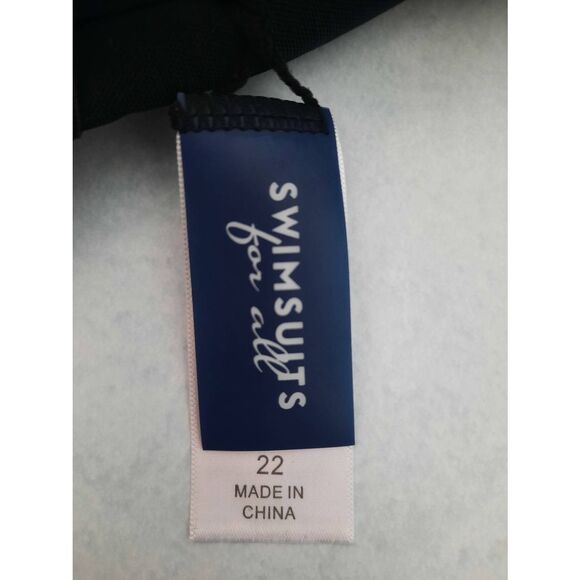 SWIMSUITS
for all
22
MADE IN
CHINA